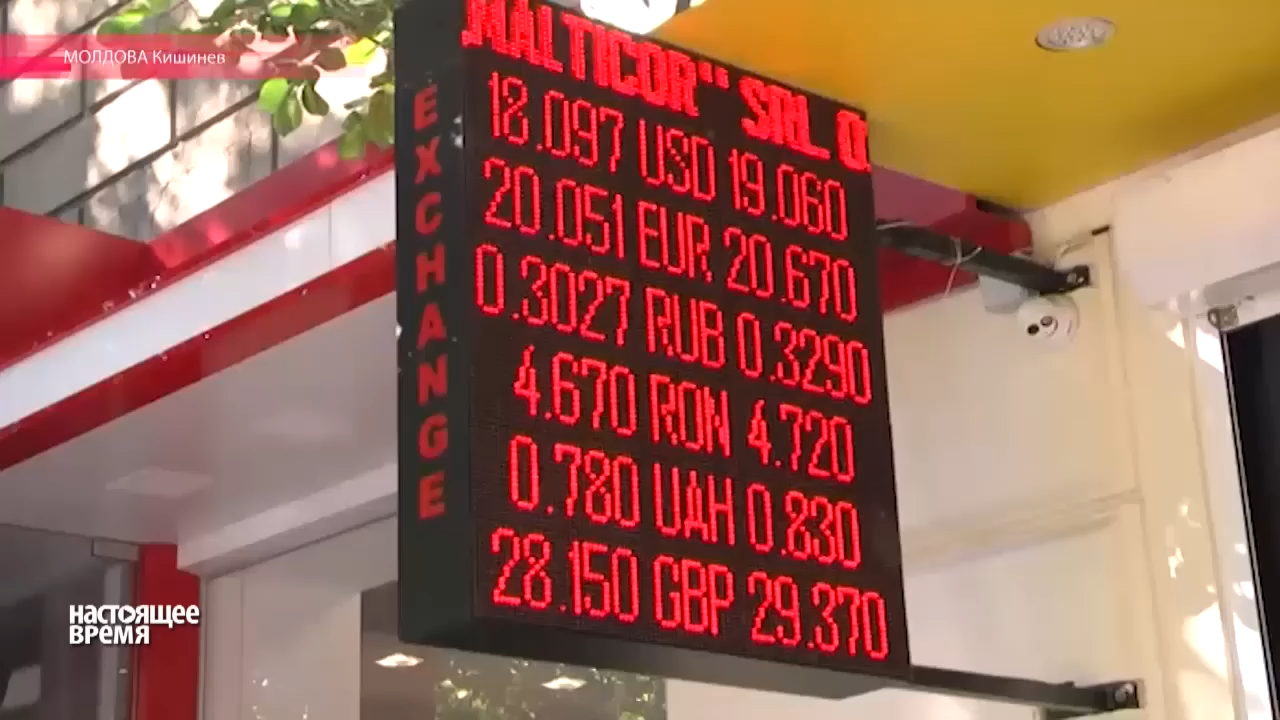 МОЛДОВА Кишинев
MALTICOR" SRL
EXCHANGE
18.097 USD 19.060
20.051 EUR 20.670
0.3027 RUB 0.3290
4.670 RON 4.720
0.780 UAH 0.830
28.150 GBP 29.370
НАСТОЯЩЕЕ
ВРЕМЯ